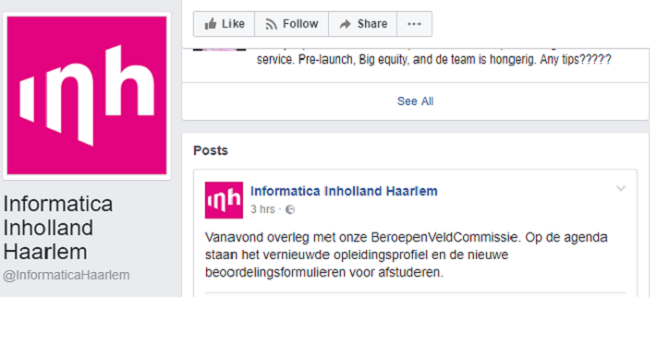 inh
Like
Follow
Share
service. Pre-launch, Big equity, and de team is hongerig. Any tips?????
See All
Posts
inh
Informatica Inholland Haarlem
3 hrs ·
Vanavond overleg met onze BeroepenVeldCommissie. Op de agenda
staan het vernieuwde opleidingsprofiel en de nieuwe
beoordelingsformulieren voor afstuderen.
Informatica
Inholland
Haarlem
@InformaticaHaarlem